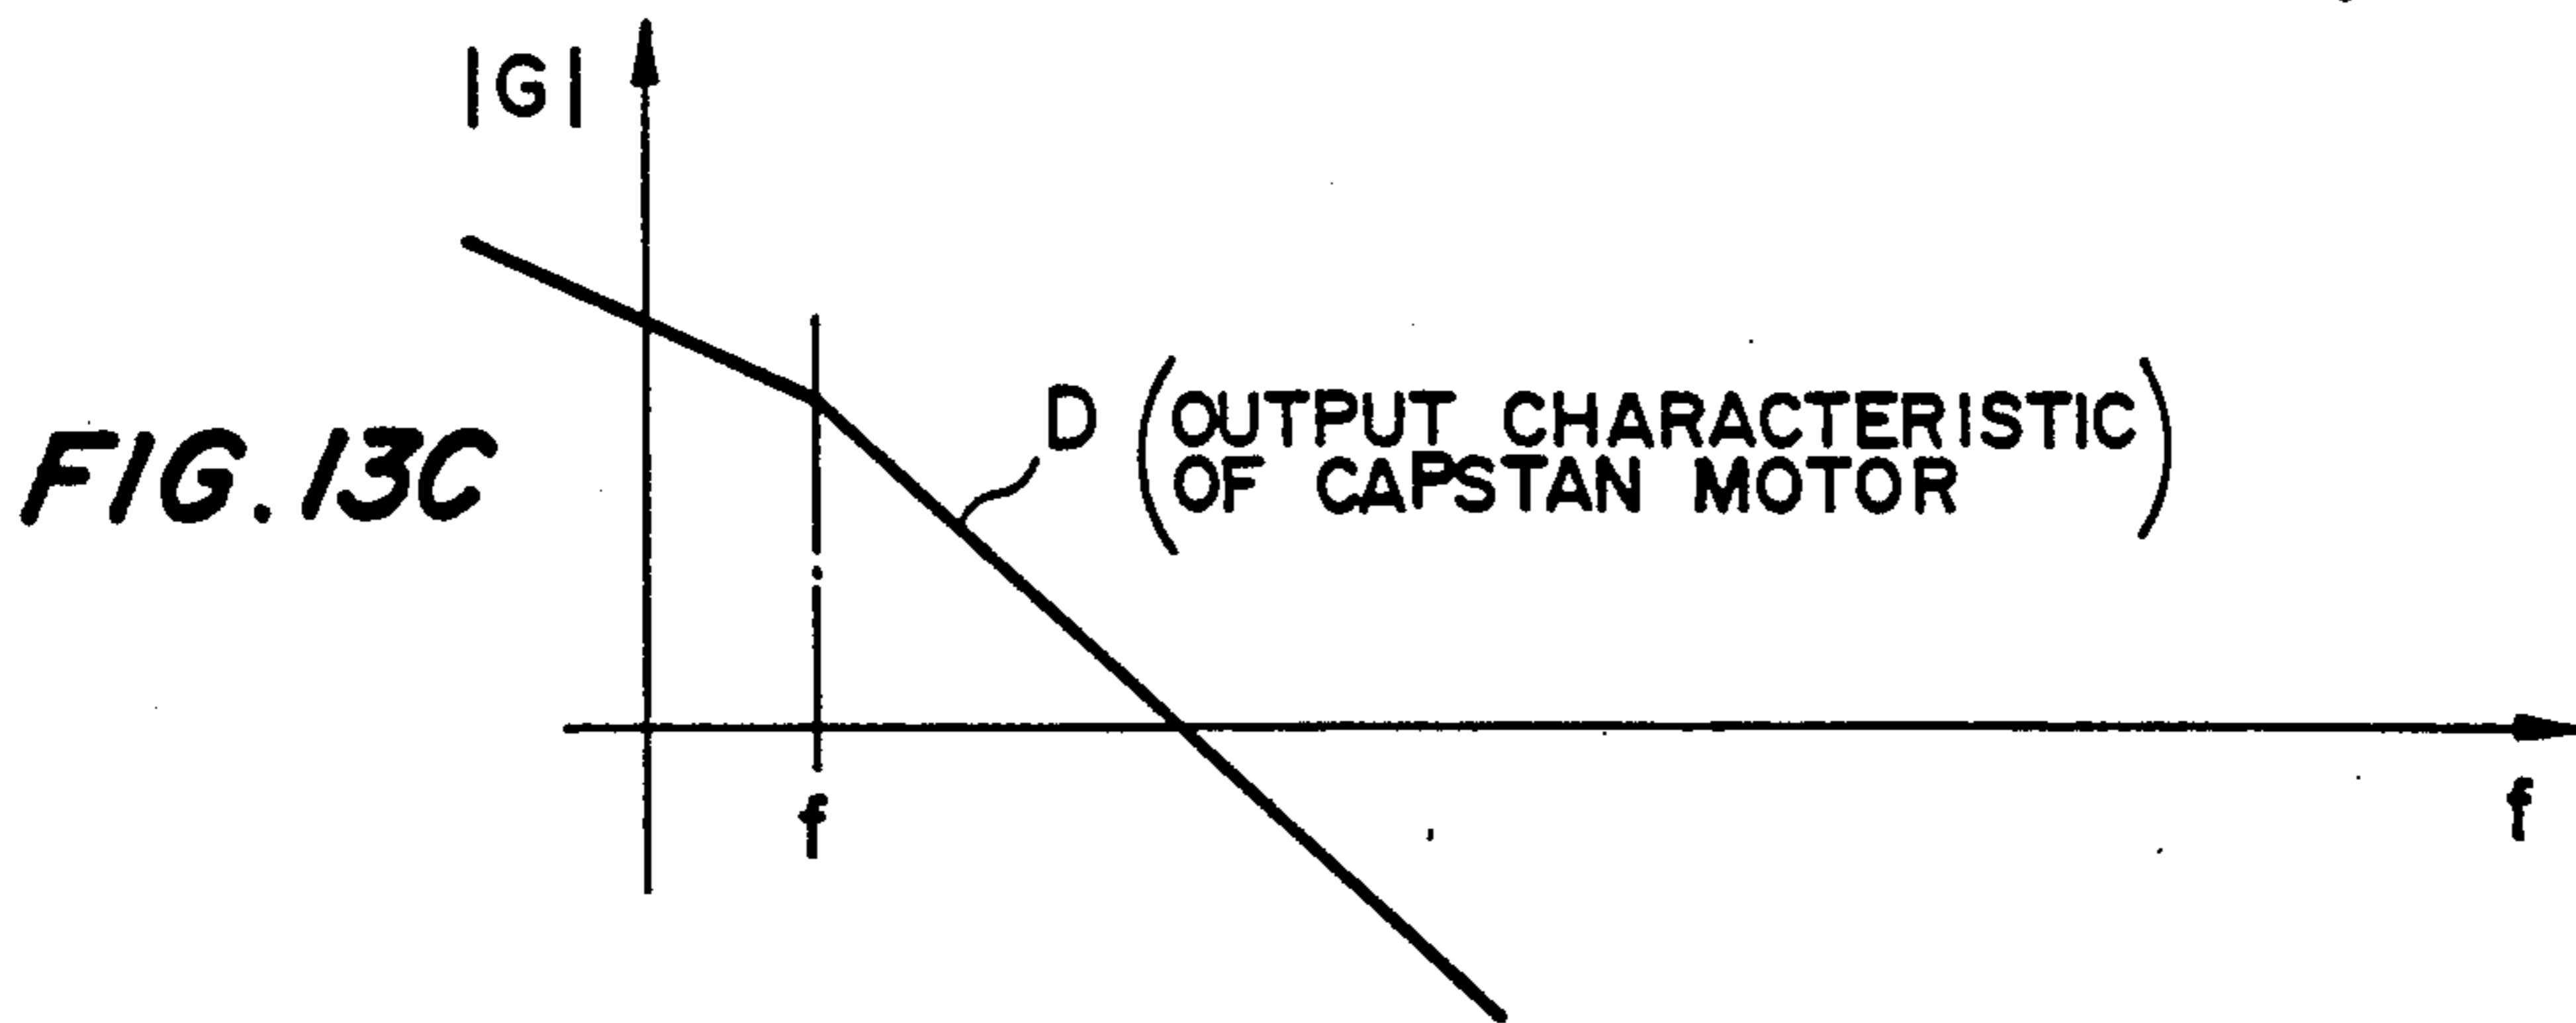 |G|
FIG. 13C
D (OUTPUT CHARACTERISTIC
OF CAPSTAN MOTOR)
f
f